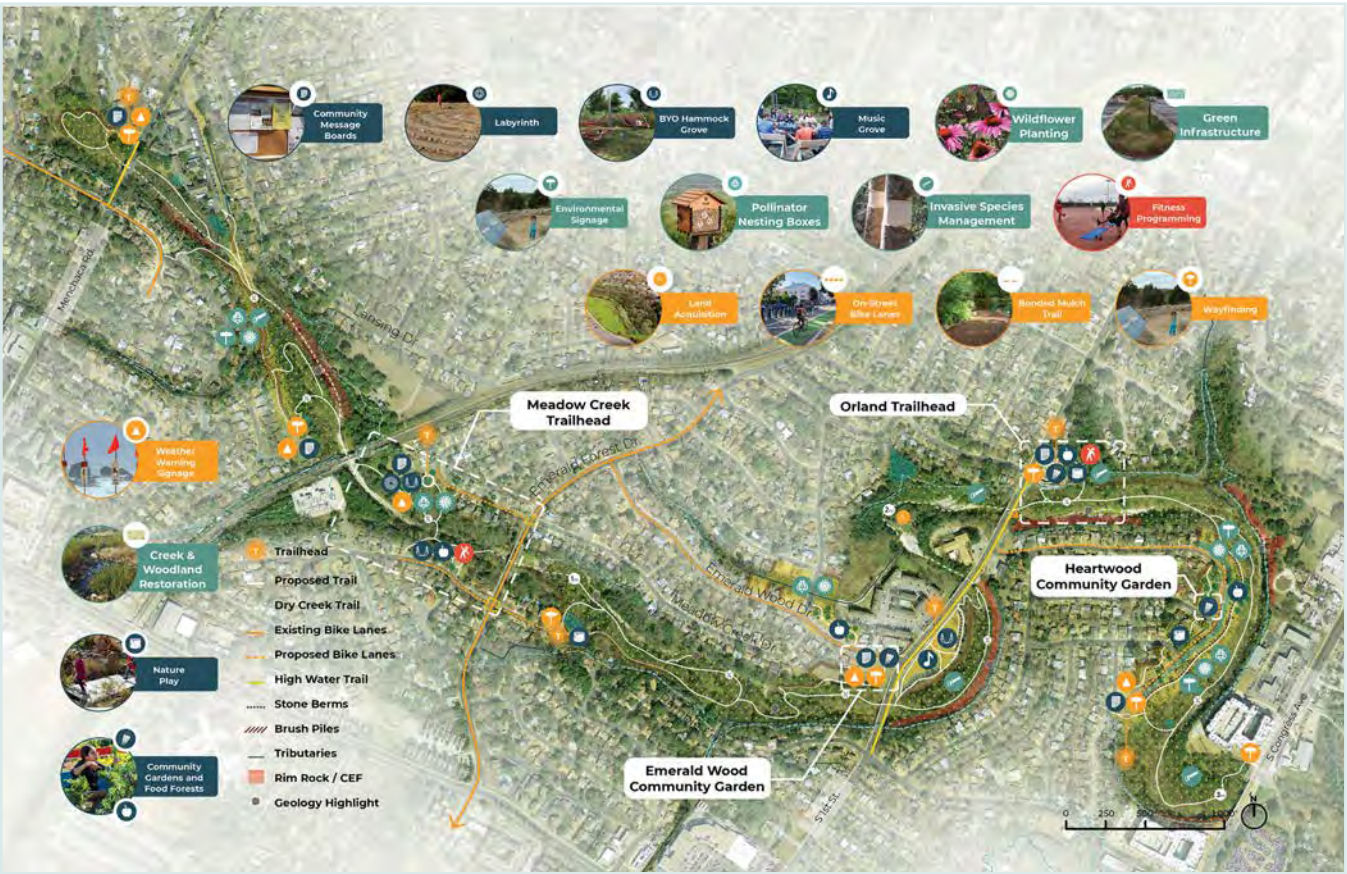 Community
Message
Boards
Labyrinth
BYO Hammock
Grove
Music
Grove
Wildflower
Planting
Green
Infrastructure
Environmental
Signage
Pollinator
Nesting Boxes
Invasive Species
Management
Fitness
Programming
Land
Acquisition
On-Street
Bike Lanes
Bonded Mulch
Trail
Wayfinding
Menchaca Rd.
Meadow Creek
Trailhead
Orland Trailhead
Emerald Forest Dr.
Weather
Warning
Signage
Creek &
Woodland
Restoration
Nature
Play
Community
Gardens and
Food Forests
Trailhead
Proposed Trail
Dry Creek Trail
Existing Bike Lanes
Proposed Bike Lanes
High Water Trail
Stone Berms
Brush Piles
Tributaries
Rim Rock / CEF
Geology Highlight
Emerald Wood Dr.
Meadow Creek Dr.
Heartwood
Community Garden
Emerald Wood
Community Garden
S 1st St.
S Congress Ave
N
0 250